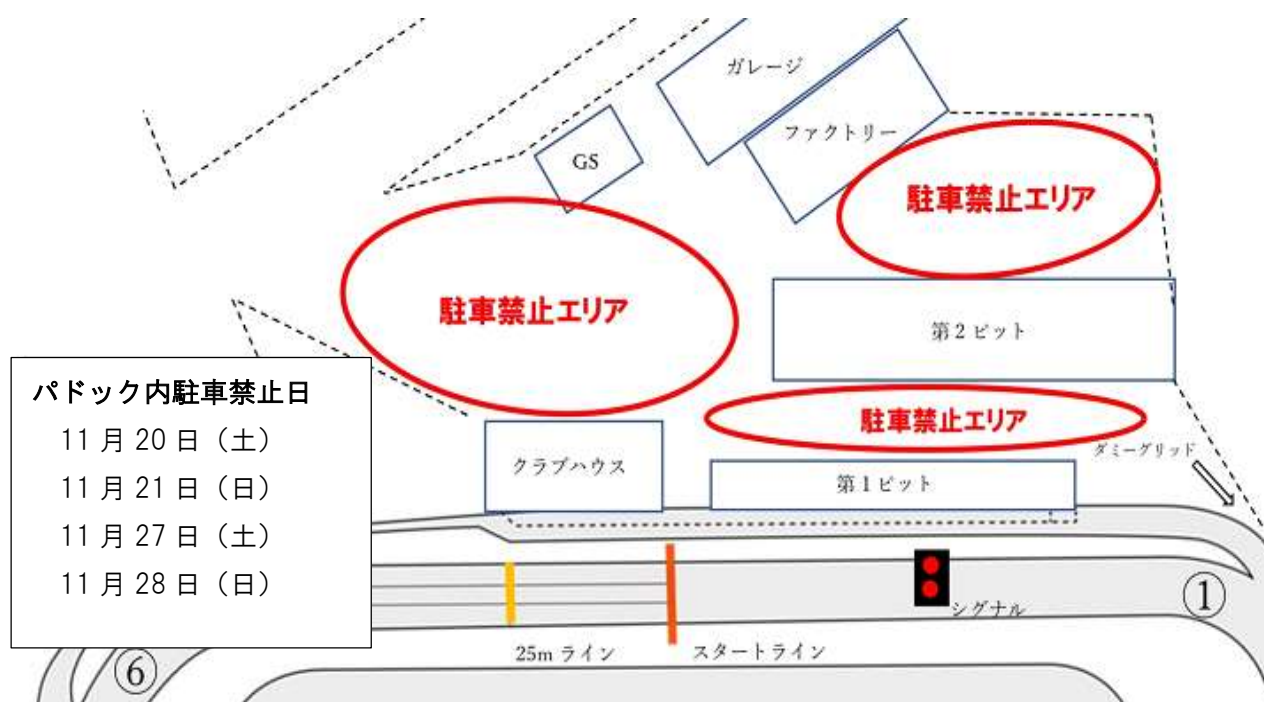 ガレージ
ファクトリー
GS
駐車禁止エリア
駐車禁止エリア
第2ピット
パドック内駐車禁止日
11月20日（土）
11月21日（日）
11月27日（土）
11月28日（日）
駐車禁止エリア
ダミーグリッド
クラブハウス
第1ピット
シグナル
①
25mライン
スタートライン
⑥